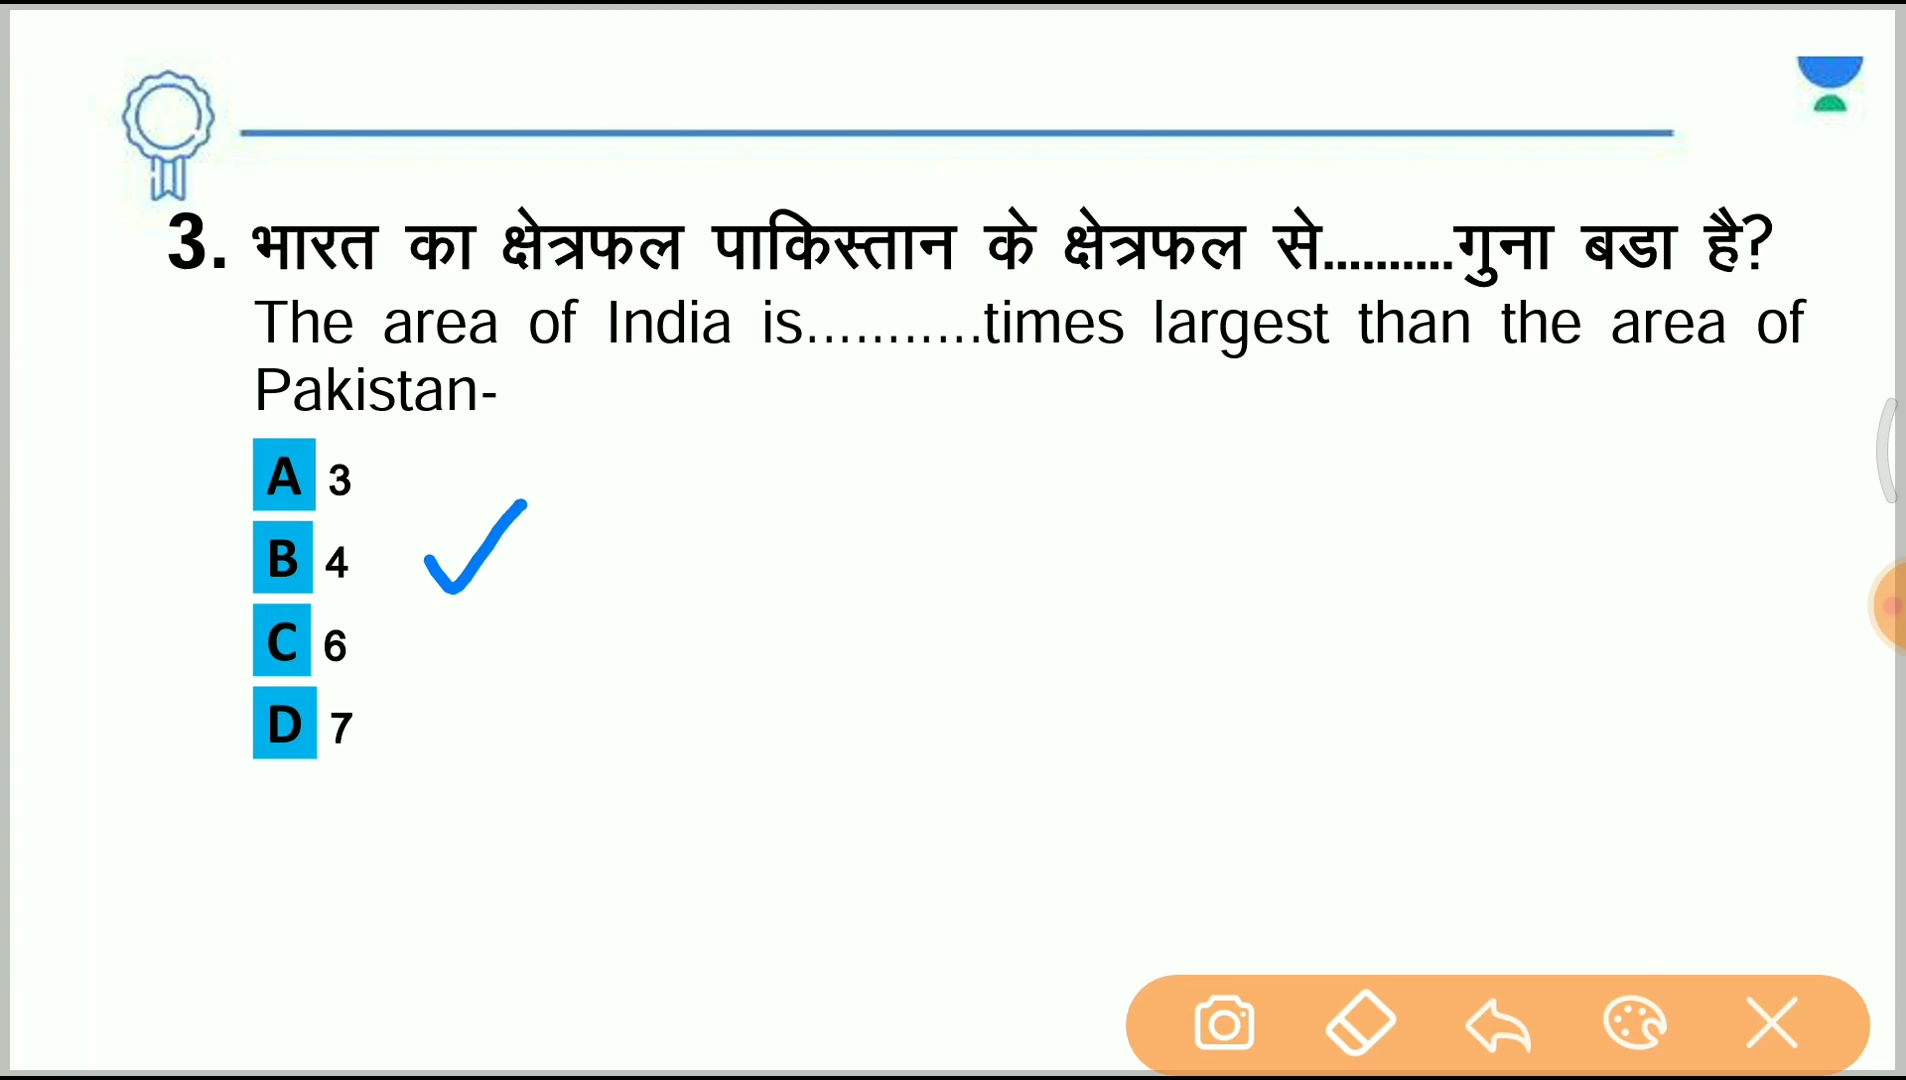 3. भारत का क्षेत्रफल पाकिस्तान के क्षेत्रफल से..........गुना बडा है?
The area of India is...........times largest than the area of
Pakistan-
A 3
B 4
C 6
D 7